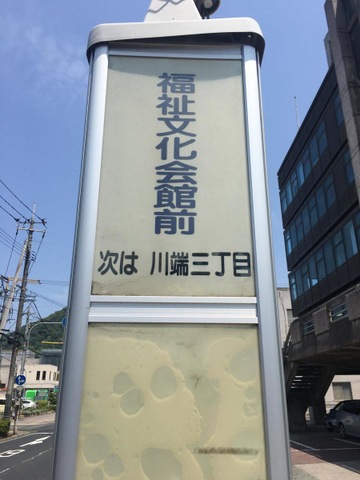 福祉文化会館前
次は 川端三丁目